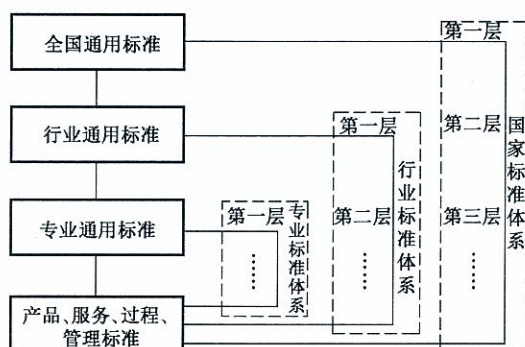 全国通用标准
第一层
行业通用标准
第一层
第二层
国家标准体系
专业通用标准
第一层
专业标准体系
第二层
行业标准体系
第三层
……
……
……
产品、服务、过程、
管理标准